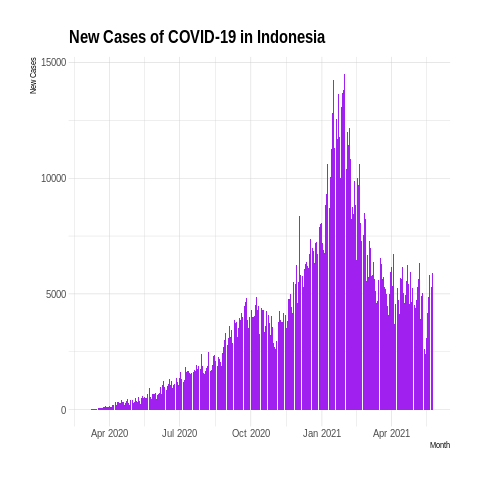 New Cases of COVID-19 in Indonesia
New Cases
15000
10000
5000
0
Apr 2020 Jul 2020 Oct 2020 Jan 2021 Apr 2021
Month